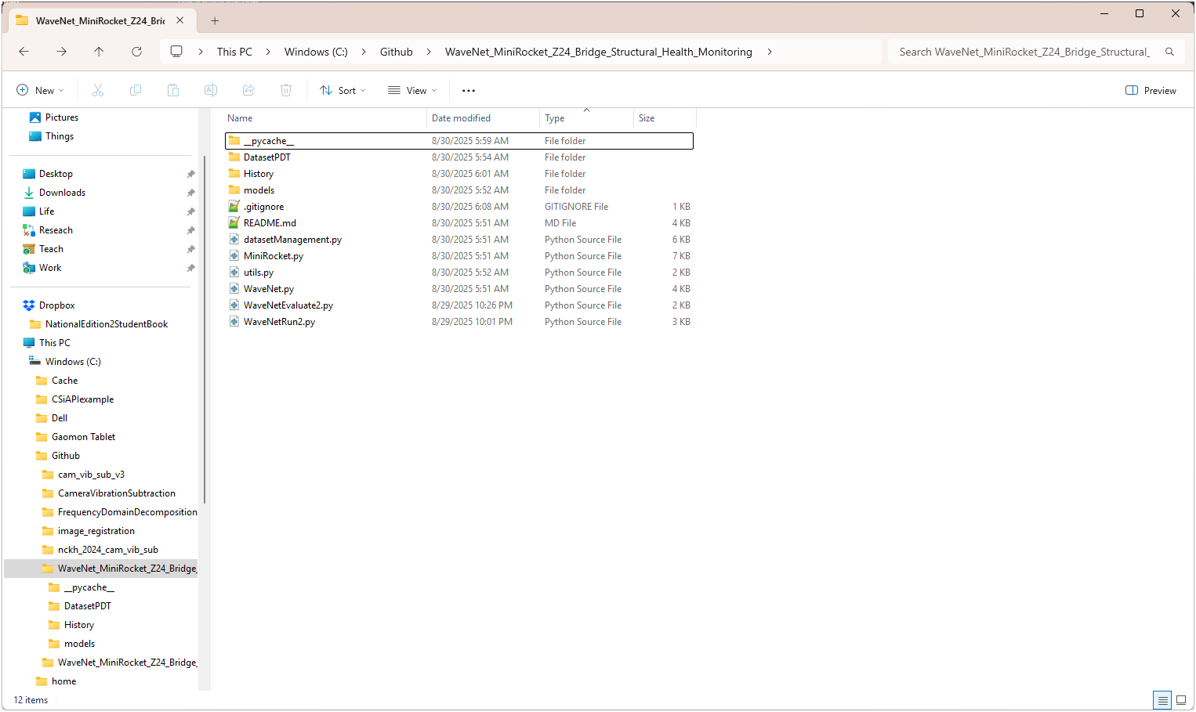 WaveNet_MiniRocket_Z24_Bri
This PC Windows (C:) Github WaveNet_MiniRocket_Z24_Bridge_Structural_Health_Monitoring Search WaveNet_MiniRocket_Z24_Bridge_Structural_
New Sort View Preview
Pictures
Things
Desktop
Downloads
Life
Reseach
Teach
Work
Dropbox
NationalEdition2StudentBook
This PC
Windows (C:)
Cache
CSiAPIexample
Dell
Gaomon Tablet
Github
cam_vib_sub_v3
CameraVibrationSubtraction
FrequencyDomainDecomposition
image_registration
nckh_2024_cam_vib_sub
WaveNet_MiniRocket_Z24_Bridge_
__pycache__
DatasetPDT
History
models
WaveNet_MiniRocket_Z24_Bridge_
home
Name Date modified Type Size
__pycache__ 8/30/2025 5:59 AM File folder
DatasetPDT 8/30/2025 5:54 AM File folder
History 8/30/2025 6:01 AM File folder
models 8/30/2025 5:52 AM File folder
.gitignore 8/30/2025 6:08 AM GITIGNORE File 1 KB
README.md 8/30/2025 5:51 AM MD File 4 KB
datasetManagement.py 8/30/2025 5:51 AM Python Source File 6 KB
MiniRocket.py 8/30/2025 5:51 AM Python Source File 7 KB
utils.py 8/30/2025 5:52 AM Python Source File 2 KB
WaveNet.py 8/30/2025 5:51 AM Python Source File 4 KB
WaveNetEvaluate2.py 8/29/2025 10:26 PM Python Source File 2 KB
WaveNetRun2.py 8/29/2025 10:01 PM Python Source File 3 KB
12 items